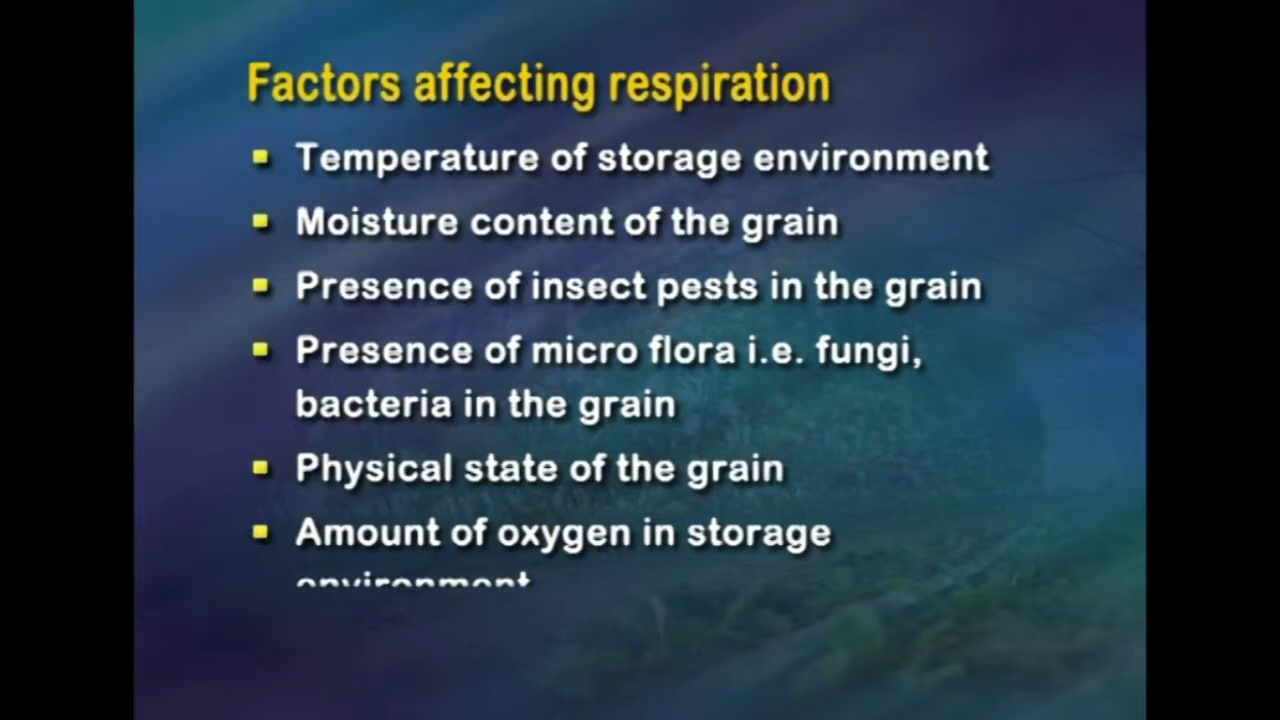 Factors affecting respiration
Temperature of storage environment
Moisture content of the grain
Presence of insect pests in the grain
Presence of micro flora i.e. fungi,
bacteria in the grain
Physical state of the grain
Amount of oxygen in storage
environment